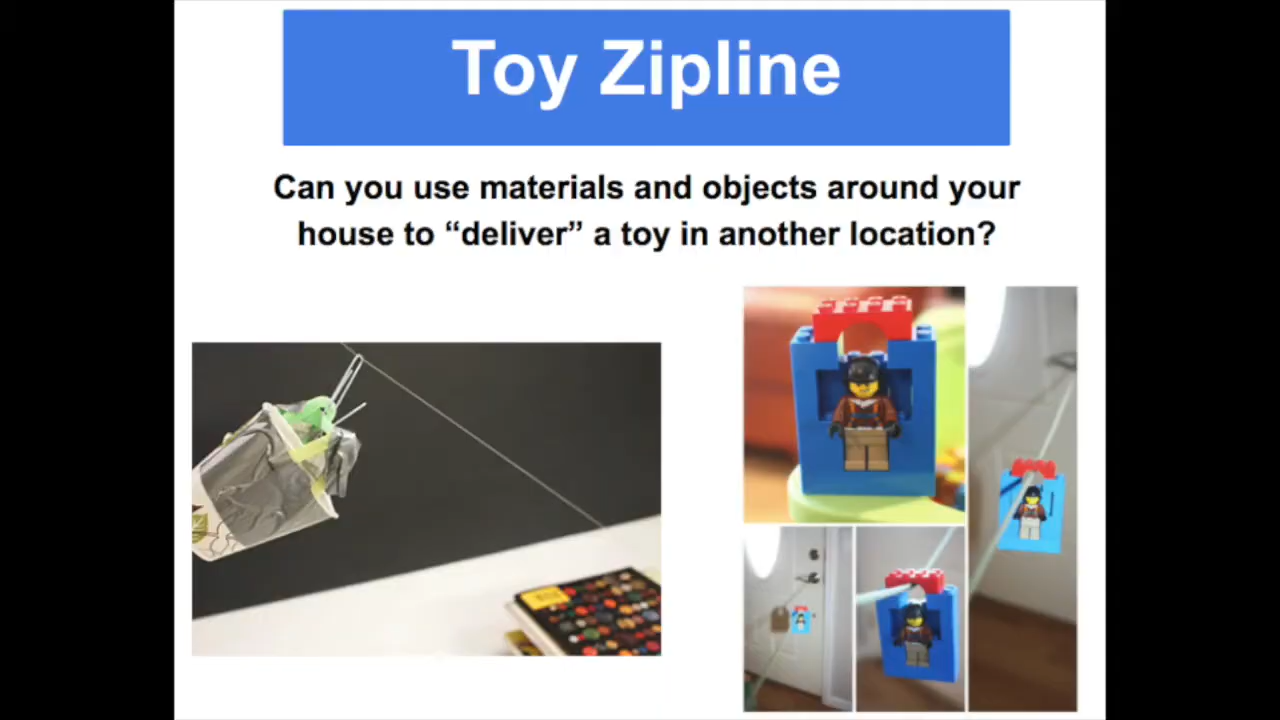 Toy Zipline
Can you use materials and objects around your
house to “deliver” a toy in another location?